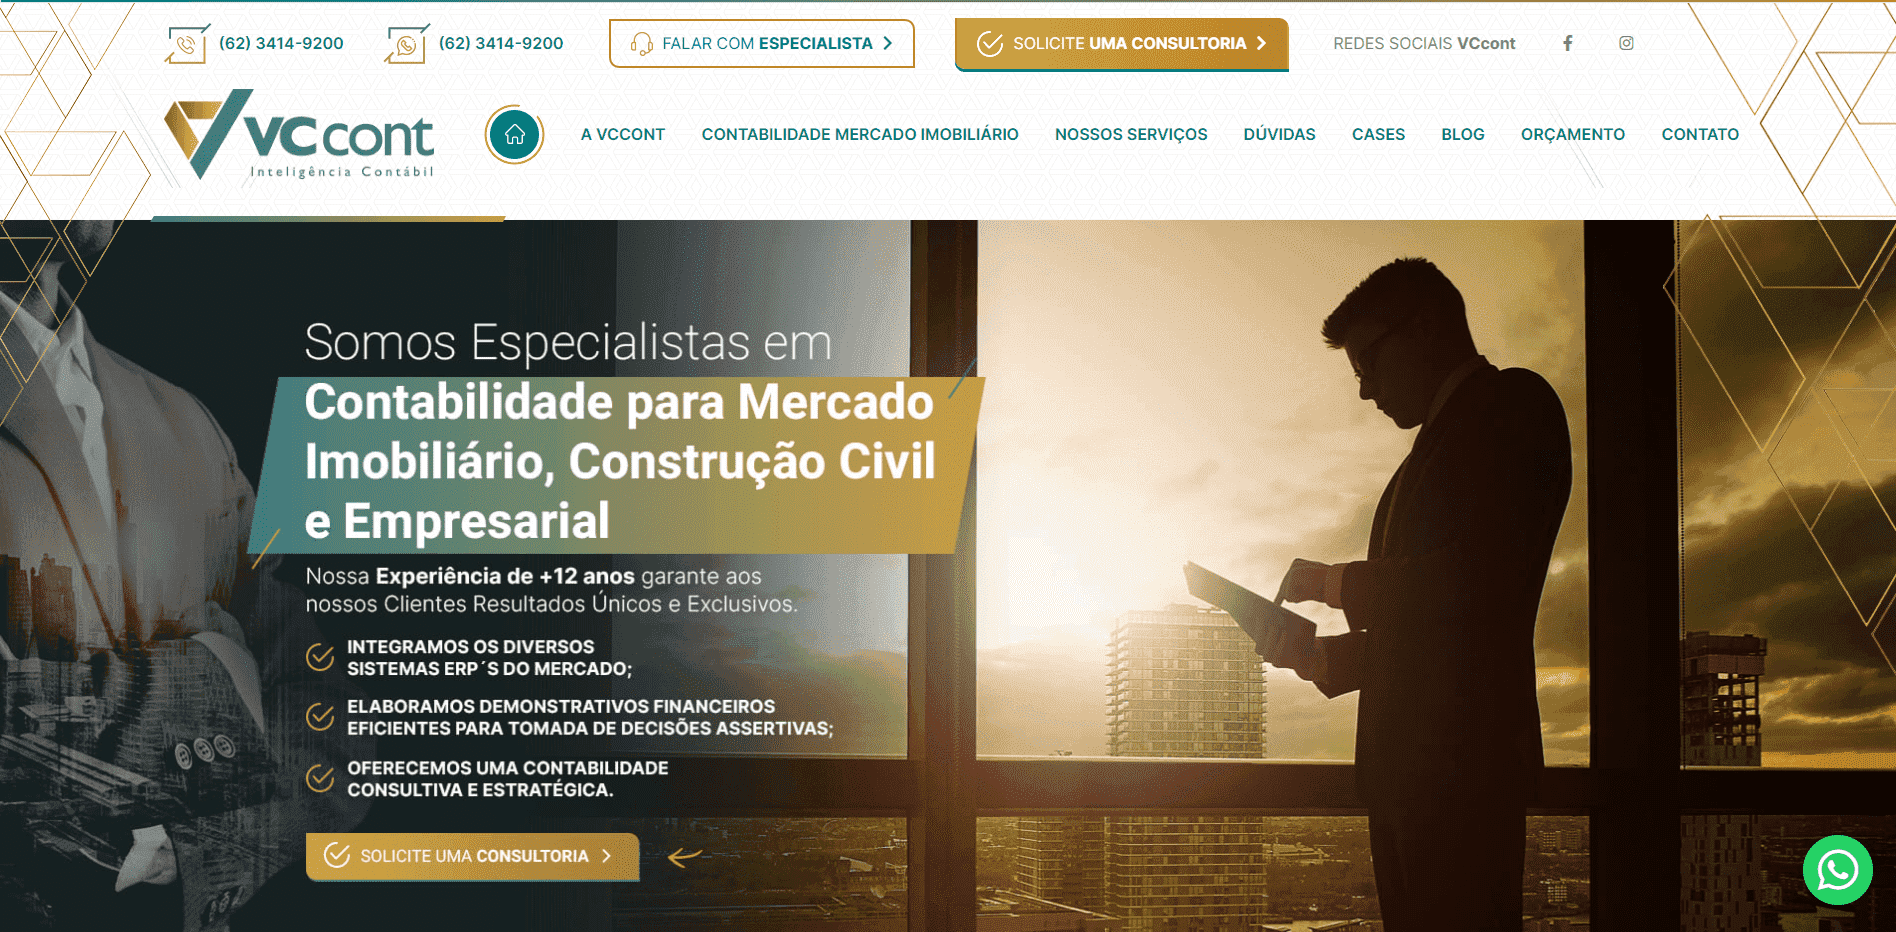 (62) 3414-9200
(62) 3414-9200
FALAR COM ESPECIALISTA
SOLICITE UMA CONSULTORIA
REDES SOCIAIS VCcont
VCcont
Inteligência Contábil
A VCCONT
CONTABILIDADE MERCADO IMOBILIÁRIO
NOSSOS SERVIÇOS
DÚVIDAS
CASES
BLOG
ORÇAMENTO
CONTATO
Somos Especialistas em
Contabilidade para Mercado
Imobiliário, Construção Civil
e Empresarial
Nossa Experiência de +12 anos garante aos
nossos Clientes Resultados Únicos e Exclusivos.
INTEGRAMOS OS DIVERSOS
SISTEMAS ERP´S DO MERCADO;
ELABORAMOS DEMONSTRATIVOS FINANCEIROS
EFICIENTES PARA TOMADA DE DECISÕES ASSERTIVAS;
OFERECEMOS UMA CONTABILIDADE
CONSULTIVA E ESTRATÉGICA.
SOLICITE UMA CONSULTORIA